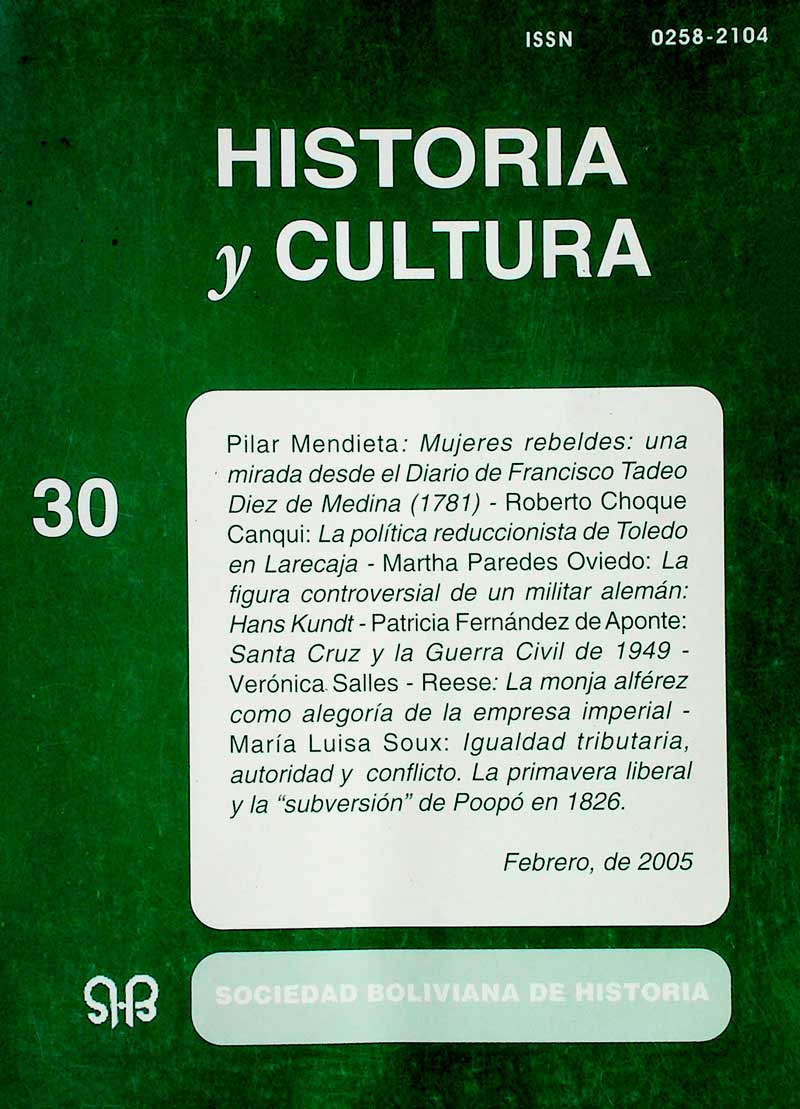 ISSN 0258-2104
HISTORIA
y CULTURA
30
Pilar Mendieta: Mujeres rebeldes: una
mirada desde el Diario de Francisco Tadeo
Diez de Medina (1781) - Roberto Choque
Canqui: La política reduccionista de Toledo
en Larecaja - Martha Paredes Oviedo: La
figura controversial de un militar alemán:
Hans Kundt - Patricia Fernández de Aponte:
Santa Cruz y la Guerra Civil de 1949 -
Verónica Salles - Reese: La monja alférez
como alegoría de la empresa imperial -
María Luisa Soux: Igualdad tributaria,
autoridad y conflicto. La primavera liberal
y la "subversión" de Poopó en 1826.
Febrero, de 2005
SHB
SOCIEDAD BOLIVIANA DE HISTORIA